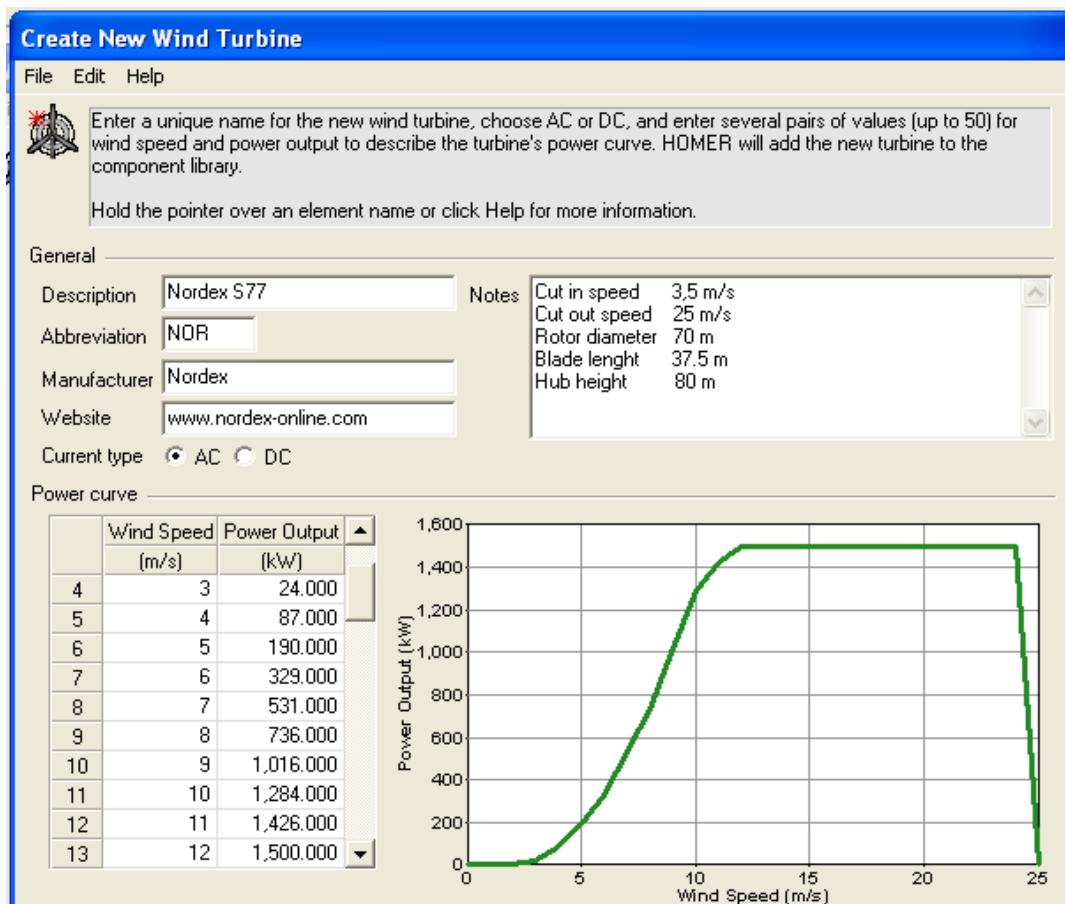 Create New Wind Turbine
File Edit Help
Enter a unique name for the new wind turbine, choose AC or DC, and enter several pairs of values (up to 50) for
wind speed and power output to describe the turbine's power curve. HOMER will add the new turbine to the
component library.
Hold the pointer over an element name or click Help for more information.
General
Description Nordex S77
Abbreviation NOR
Manufacturer Nordex
Website www.nordex-online.com
Current type AC DC
Notes
Cut in speed 3,5 m/s
Cut out speed 25 m/s
Rotor diameter 70 m
Blade lenght 37.5 m
Hub height 80 m
Power curve
Wind Speed Power Output
(m/s) (kW)
4 3 24.000
5 4 87.000
6 5 190.000
7 6 329.000
8 7 531.000
9 8 736.000
10 9 1,016.000
11 10 1,284.000
12 11 1,426.000
13 12 1,500.000
Power Output (kW)
1,600
1,400
1,200
1,000
800
600
400
200
0
0 5 10 15 20 25
Wind Speed (m/s)